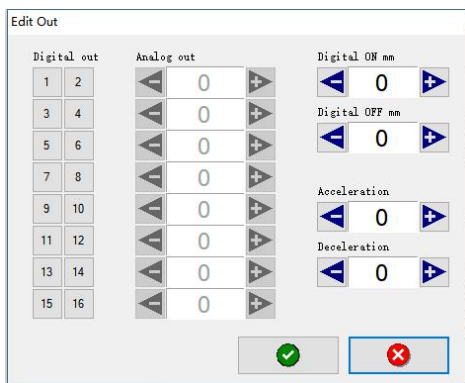 Edit Out
Digital out
1 2
3 4
5 6
7 8
9 10
11 12
13 14
15 16
Analog out
0
0
0
0
0
0
0
0
Digital ON mm
0
Digital OFF mm
0
Acceleration
0
Deceleration
0